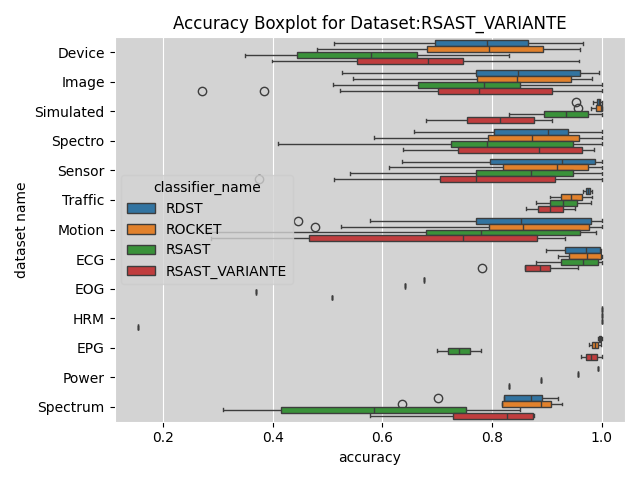 Accuracy Boxplot for Dataset:RSAST_VARIANTE
dataset name
Device
Image
Simulated
Spectro
Sensor
Traffic
Motion
ECG
EOG
HRM
EPG
Power
Spectrum
classifier_name
RDST
ROCKET
RSAST
RSAST_VARIANTE
0.2 0.4 0.6 0.8 1.0
accuracy